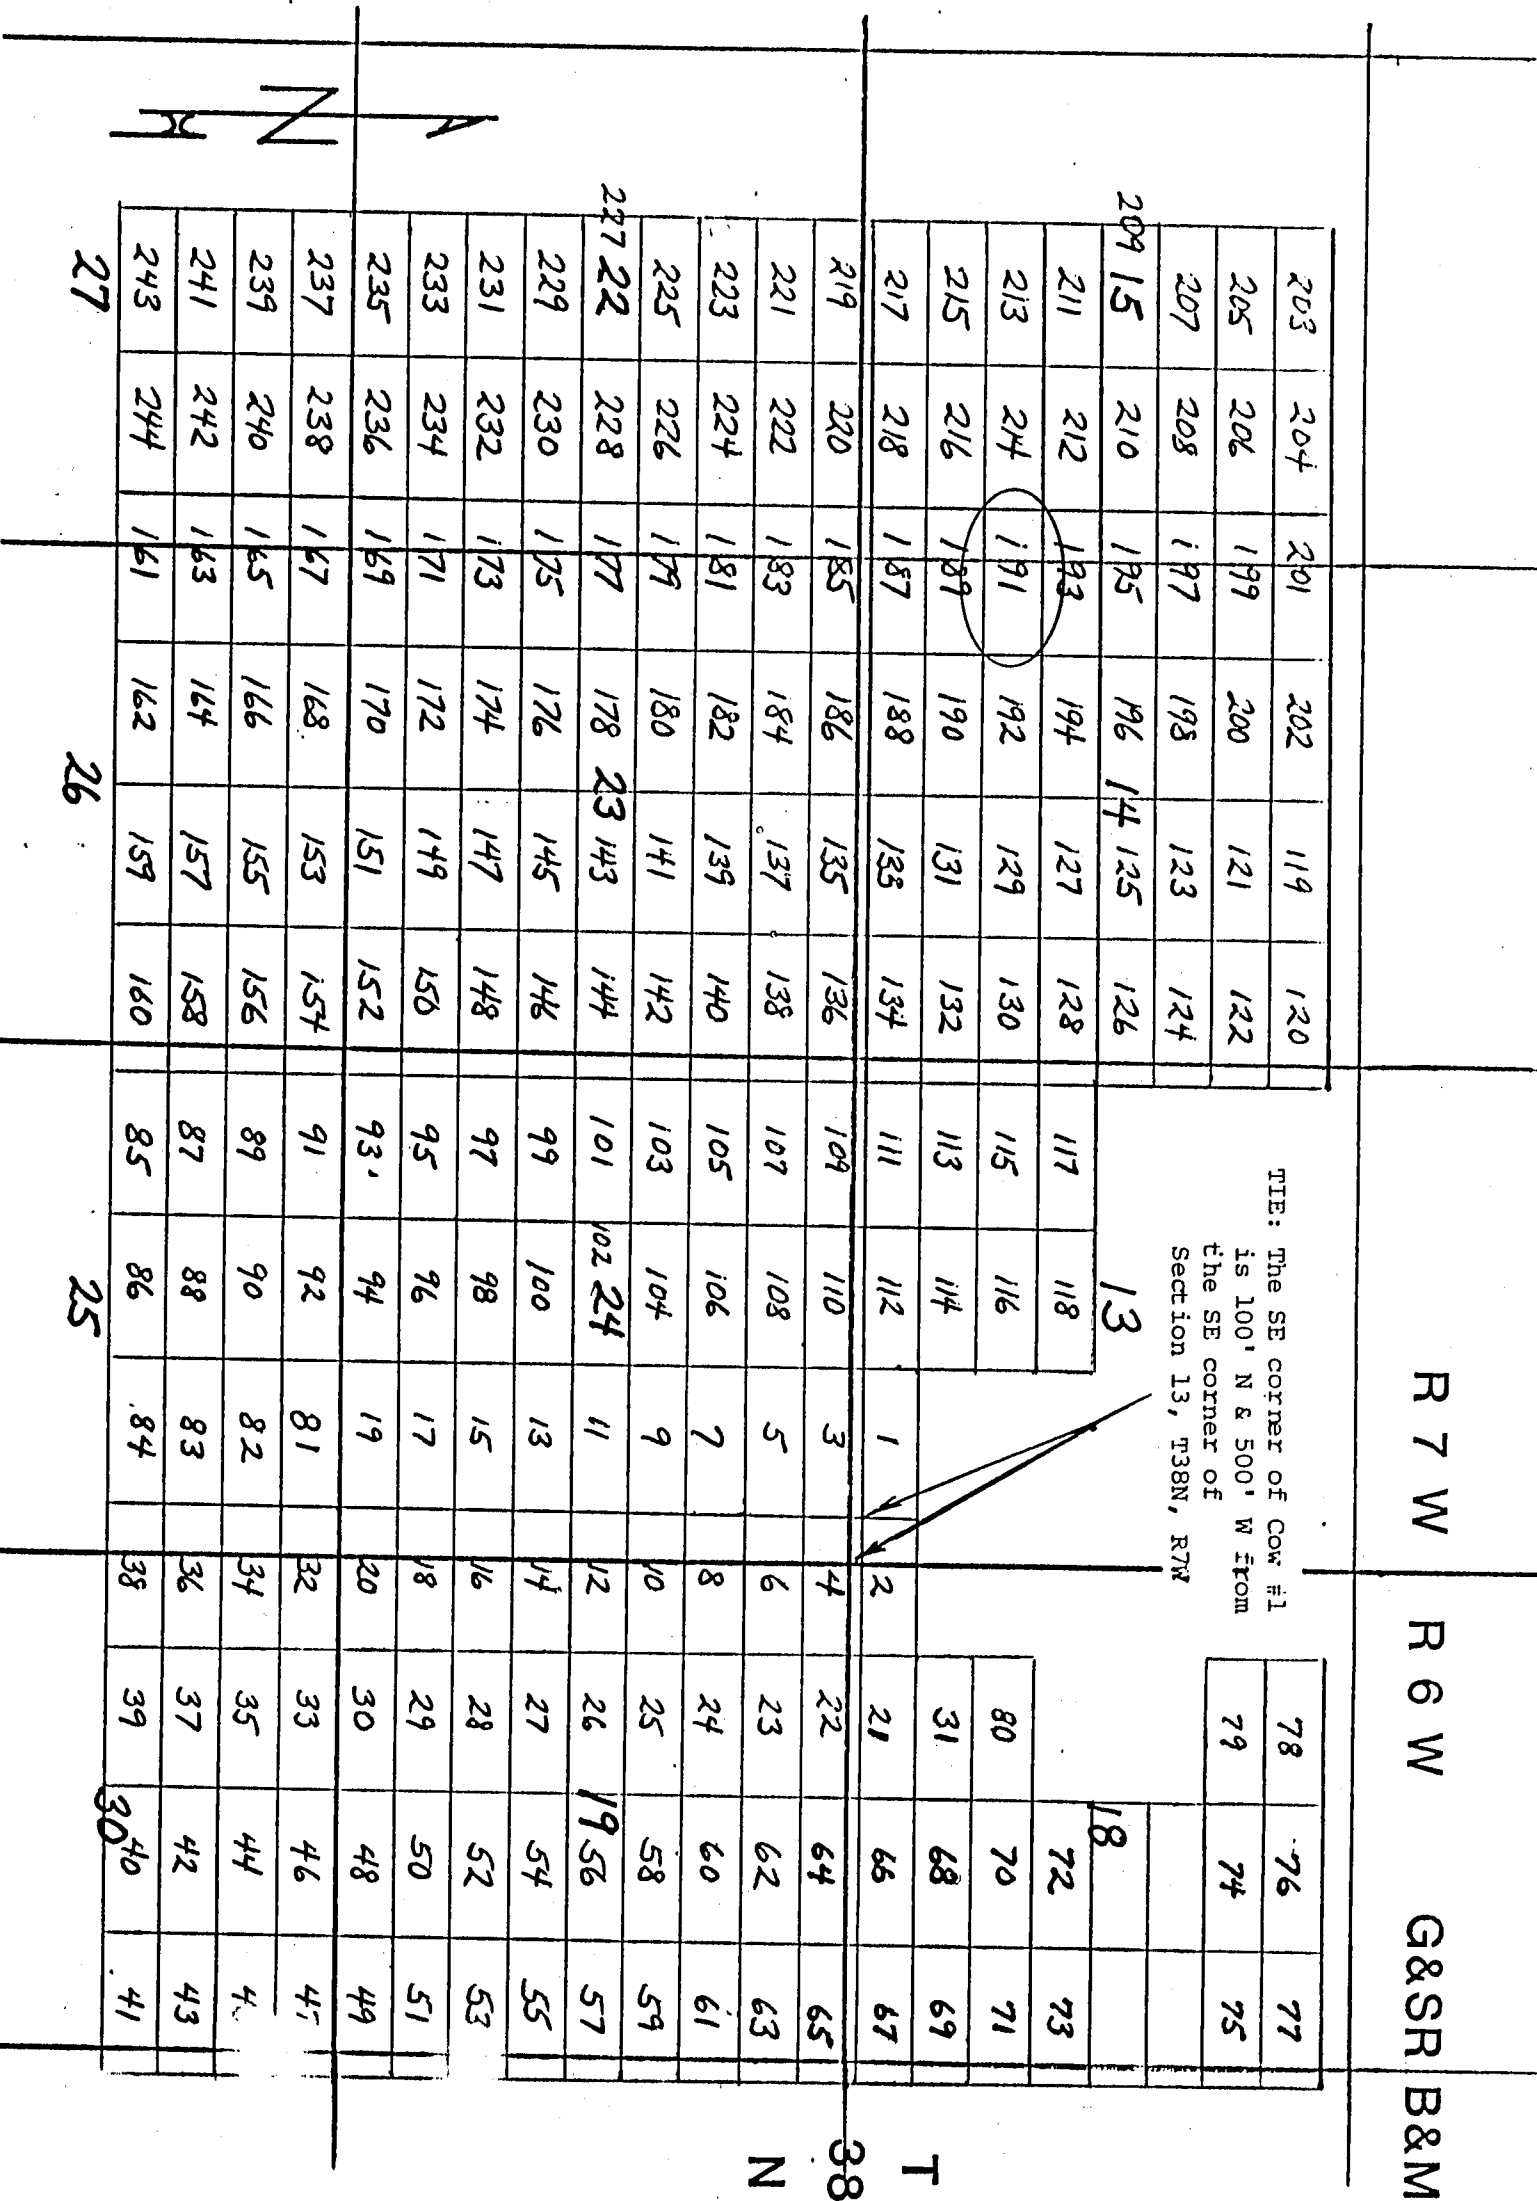 R 7 W R 6 W G&SR B&M
TIE: The SE corner of Cow #1
is 100' N & 500' W from
the SE corner of
Section 13, T38N, R7W
203 204 201 202 119 120 78 76 77
205 206 199 200 121 122 79 74 75
207 208 197 198 123 124
209 15 210 195 196 14 125 126 13 18
211 212 193 194 127 128 117 118 72 73
213 214 191 192 129 130 115 116 80 70 71
215 216 189 190 131 132 113 114 31 68 69
217 218 187 188 133 134 111 112 1 2 21 66 67
T
219 220 185 186 135 136 109 110 3 4 22 64 65
38
221 222 183 184 137 138 107 108 5 6 23 62 63
N
223 224 181 182 139 140 105 106 7 8 24 60 61
225 226 179 180 141 142 103 104 9 10 25 58 59
227 22 228 177 178 23 143 144 101 102 24 11 12 26 19 56 57
229 230 175 176 145 146 99 100 13 14 27 54 55
231 232 173 174 147 148 97 98 15 16 28 52 53
233 234 171 172 149 150 95 96 17 18 29 50 51
235 236 169 170 151 152 93 94 19 20 30 48 49
N
237 238 167 168 153 154 91 92 81 32 33 46
239 240 165 166 155 156 89 90 82 34 35 44
241 242 163 164 157 158 87 88 83 36 37 42 43
243 244 161 162 159 160 85 86 84 38 39 40 41
27 26 25 30